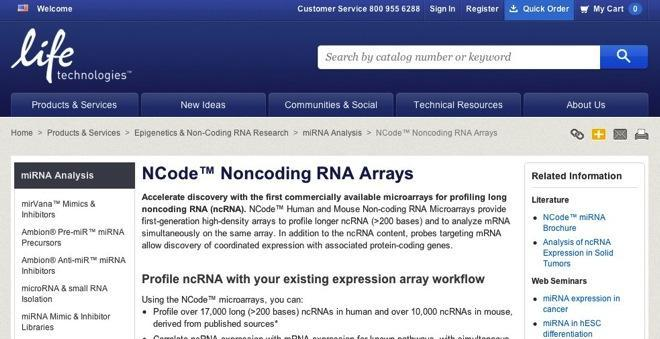 Welcome
Customer Service 800 955 6288 Sign In Register Quick Order My Cart 0
life technologies™
Search by catalog number or keyword
Products & Services New Ideas Communities & Social Technical Resources About Us
Home > Products & Services > Epigenetics & Non-Coding RNA Research > miRNA Analysis > NCode™ Noncoding RNA Arrays
miRNA Analysis
mirVana™ Mimics &
Inhibitors
Ambion® Pre-miR™ miRNA
Precursors
Ambion® Anti-miR™ miRNA
Inhibitors
microRNA & small RNA
Isolation
miRNA Mimic & Inhibitor
Libraries
NCode™ Noncoding RNA Arrays
Accelerate discovery with the first commercially available microarrays for profiling long
noncoding RNA (ncRNA). NCode™ Human and Mouse Non-coding RNA Microarrays provide
first-generation high-density arrays to profile longer ncRNA (>200 bases) and to analyze mRNA
simultaneously on the same array. In addition to the ncRNA content, probes targeting mRNA
allow discovery of coordinated expression with associated protein-coding genes.
Profile ncRNA with your existing expression array workflow
Using the NCode™ microarrays, you can:
• Profile over 17,000 long (>200 bases) ncRNAs in human and over 10,000 ncRNAs in mouse,
derived from published sources*
Related Information
Literature
• NCode™ miRNA
Brochure
• Analysis of ncRNA
Expression in Solid
Tumors
Web Seminars
• miRNA expression in
cancer
• miRNA in hESC
differentiation